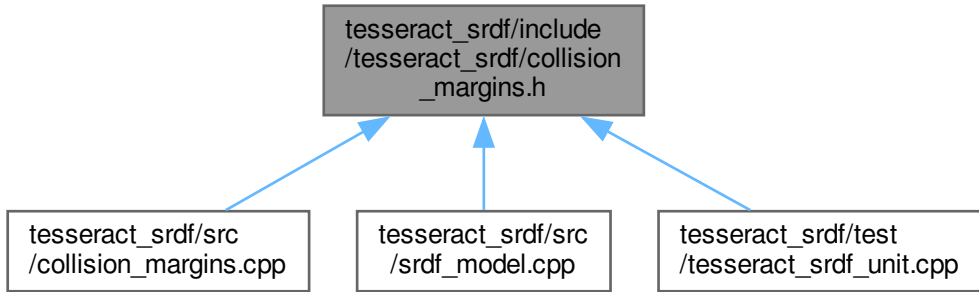 tesseract_srdf/include
/tesseract_srdf/collision
_margins.h
tesseract_srdf/src
/collision_margins.cpp
tesseract_srdf/src
/srdf_model.cpp
tesseract_srdf/test
/tesseract_srdf_unit.cpp